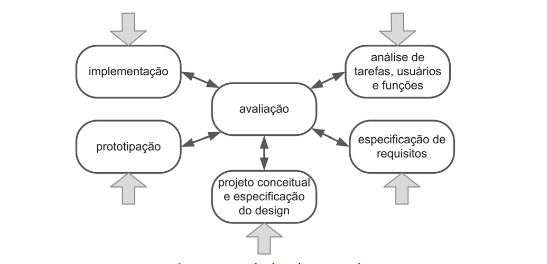 implementação
análise de
tarefas, usuários
e funções
avaliação
prototipação
especificação de
requisitos
projeto conceitual
e especificação
do design